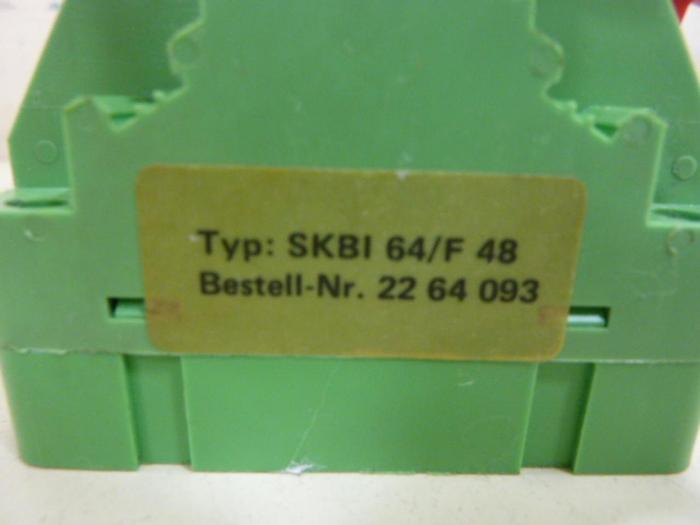 Typ: SKBI 64/F 48
Bestell-Nr. 22 64 093